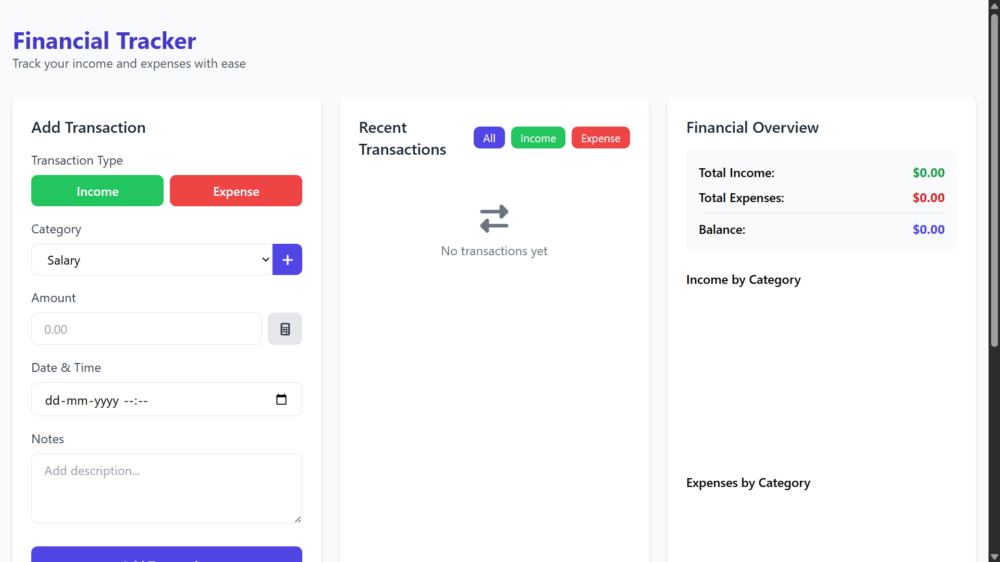 Financial Tracker
Track your income and expenses with ease
Add Transaction
Transaction Type
Income Expense
Category
Salary
Amount
0.00
Date & Time
dd-mm-yyyy --:--
Notes
Add description...
Recent
Transactions
All Income Expense
No transactions yet
Financial Overview
Total Income: $0.00
Total Expenses: $0.00
Balance: $0.00
Income by Category
Expenses by Category